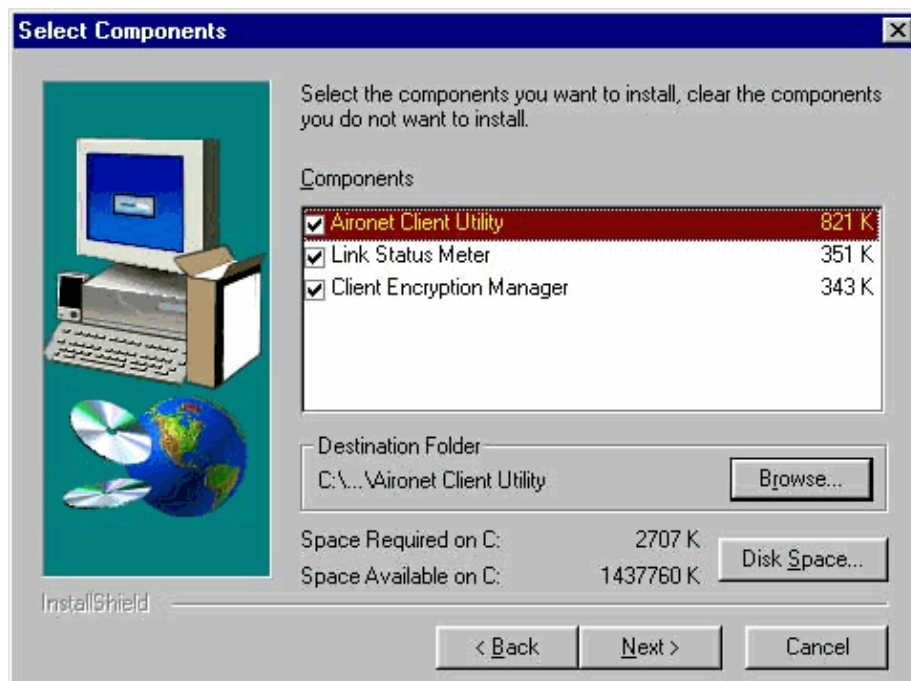 Select Components
Select the components you want to install, clear the components
you do not want to install.
Components
Aironet Client Utility 821 K
Link Status Meter 351 K
Client Encryption Manager 343 K
Destination Folder
C:\...\Aironet Client Utility Browse...
Space Required on C: 2707 K
Disk Space...
Space Available on C: 1437760 K
InstallShield
< Back Next > Cancel